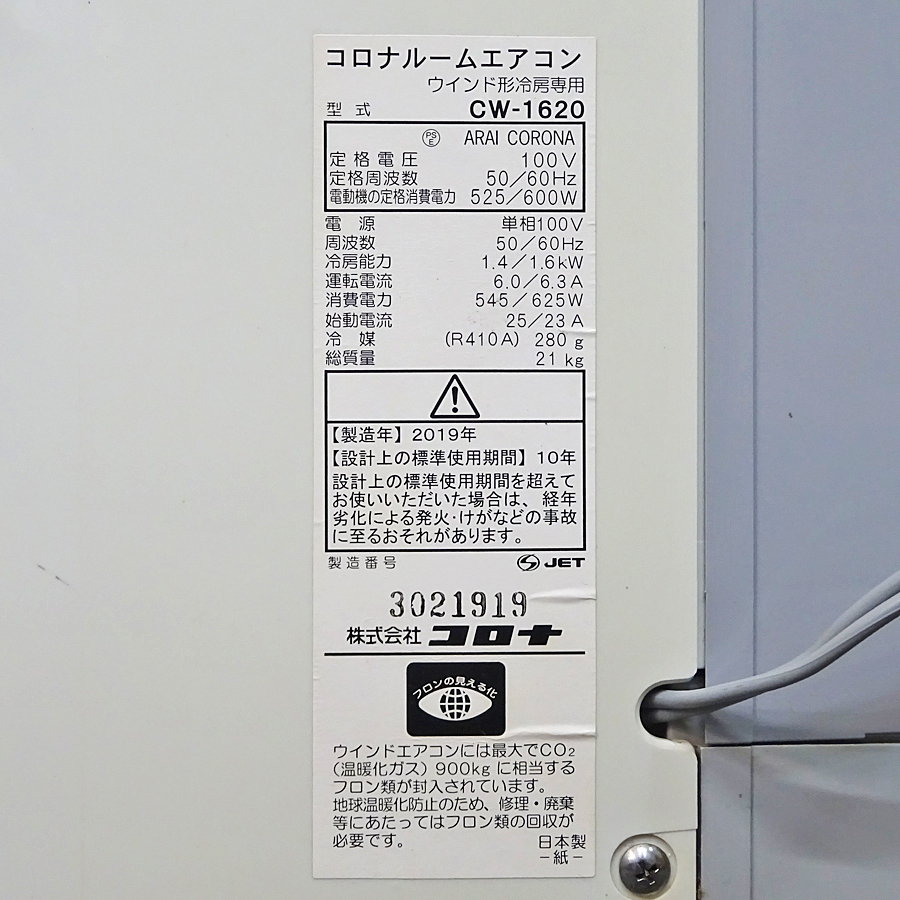 コロナルームエアコン
ウインド形冷房専用
型式 CW-1620
PSE ARAI CORONA
定格電圧 100V
定格周波数 50/60Hz
電動機の定格消費電力 525/600W
電源 単相100V
周波数 50/60Hz
冷房能力 1.4/1.6kW
運転電流 6.0/6.3A
消費電力 545/625W
始動電流 25/23A
冷媒 (R410A) 280g
総質量 21kg
【製造年】2019年
【設計上の標準使用期間】10年
設計上の標準使用期間を超えて
お使いいただいた場合は、経年
劣化による発火・けがなどの事故
に至るおそれがあります。
製造番号 JET
3021919
株式会社 コロナ
フロンの見える化
ウインドエアコンには最大でCO₂
(温暖化ガス)900kgに相当する
フロン類が封入されています。
地球温暖化防止のため、修理・廃棄
等にあたってはフロン類の回収が
必要です。
日本製
-紙-